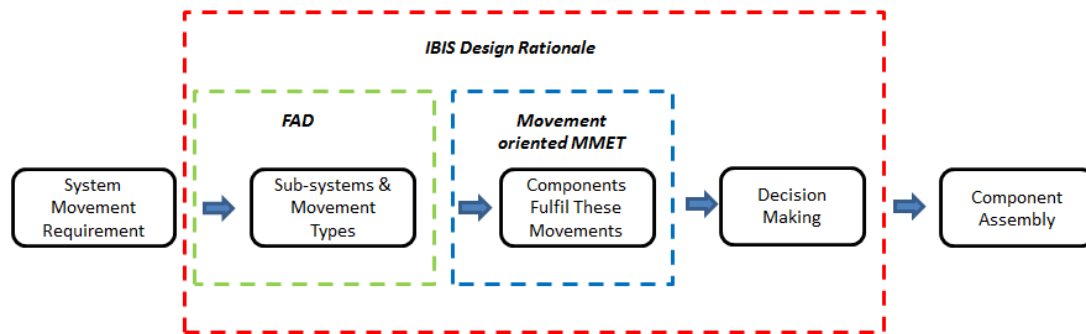 IBIS Design Rationale
FAD
Movement
oriented MMET
System
Movement
Requirement
Sub-systems &
Movement
Types
Components
Fulfil These
Movements
Decision
Making
Component
Assembly